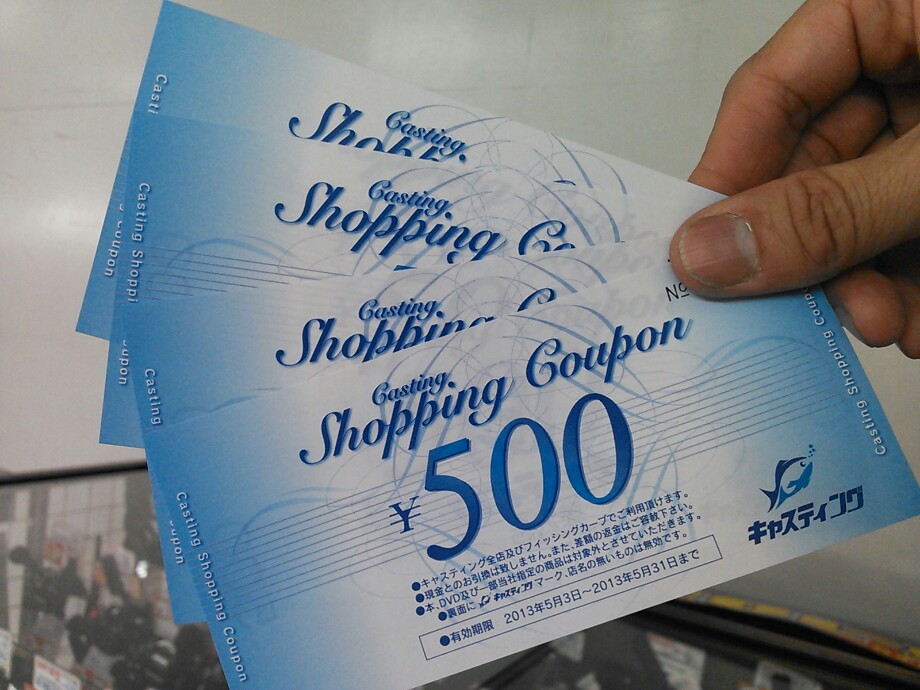 Casti
Casting
Shopping
Coupon
Casting Shoppi
Casting
Shopping Co
Coupon
Casting
Casting
Shopping
Casting
Shopping Coupon
No
¥500
●キャスティング全店及びフィッシングカープでご利用頂けます。
●現金とのお引換は致しません。また、差額の返金はご容赦下さい。
●本、DVD及び一部当社指定の商品は対象外とさせていただきます。
●裏面に キャスティング マーク、店名の無いものは無効です。
●有効期限 2013年5月3日～2013年5月31日まで
キャスティング
Casting Shopping Coupon
Casting Shopping Coupon